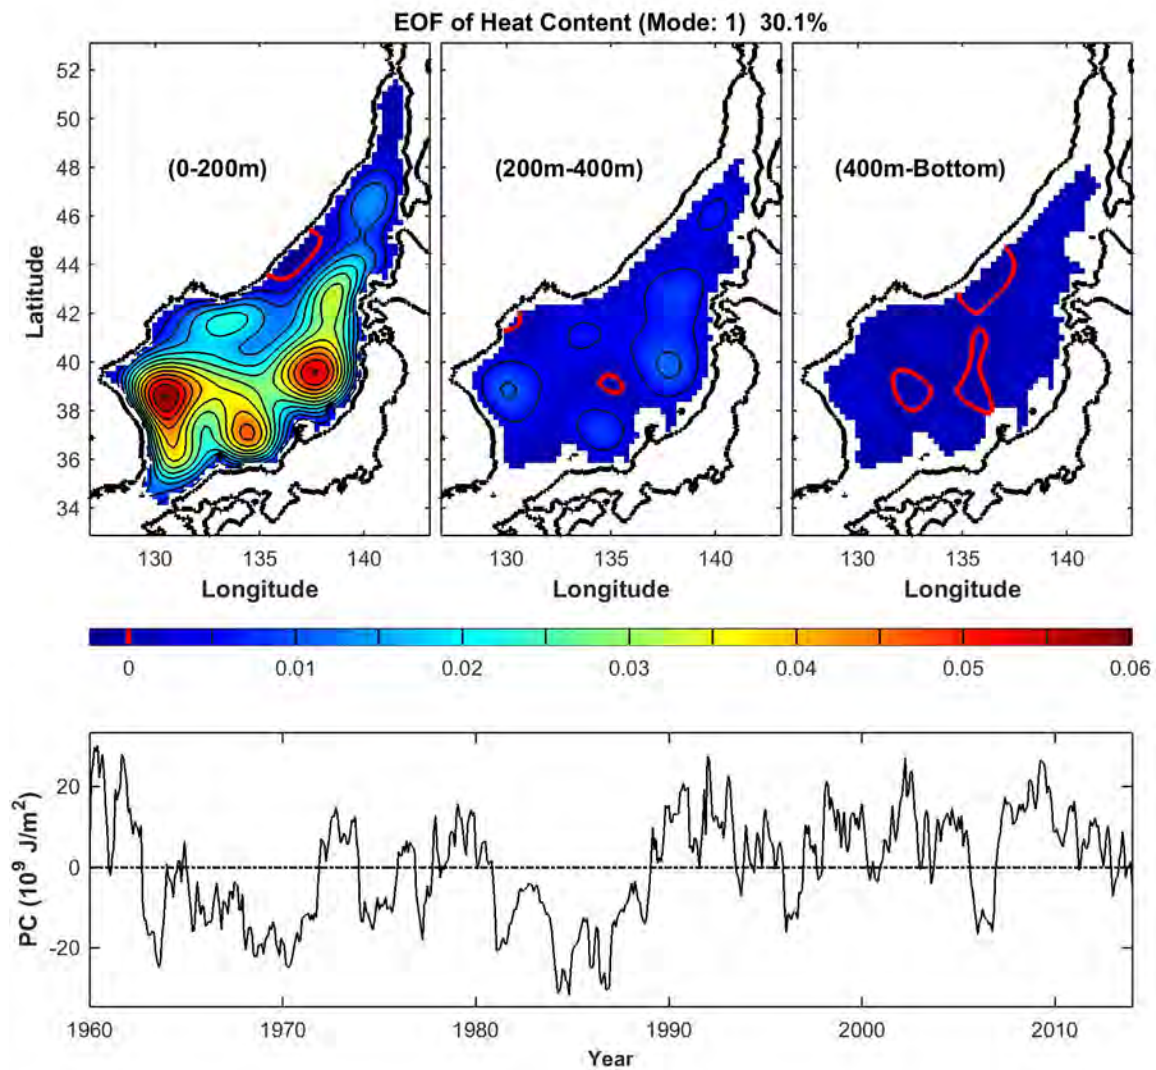 EOF of Heat Content (Mode: 1) 30.1%
52
50
48
46
44
42
40
38
36
34
Latitude
(0-200m)
(200m-400m)
(400m-Bottom)
130 135 140
130 135 140
130 135 140
Longitude
Longitude
Longitude
0 0.01 0.02 0.03 0.04 0.05 0.06
PC (10⁹ J/m²)
20
0
-20
1960 1970 1980 1990 2000 2010
Year